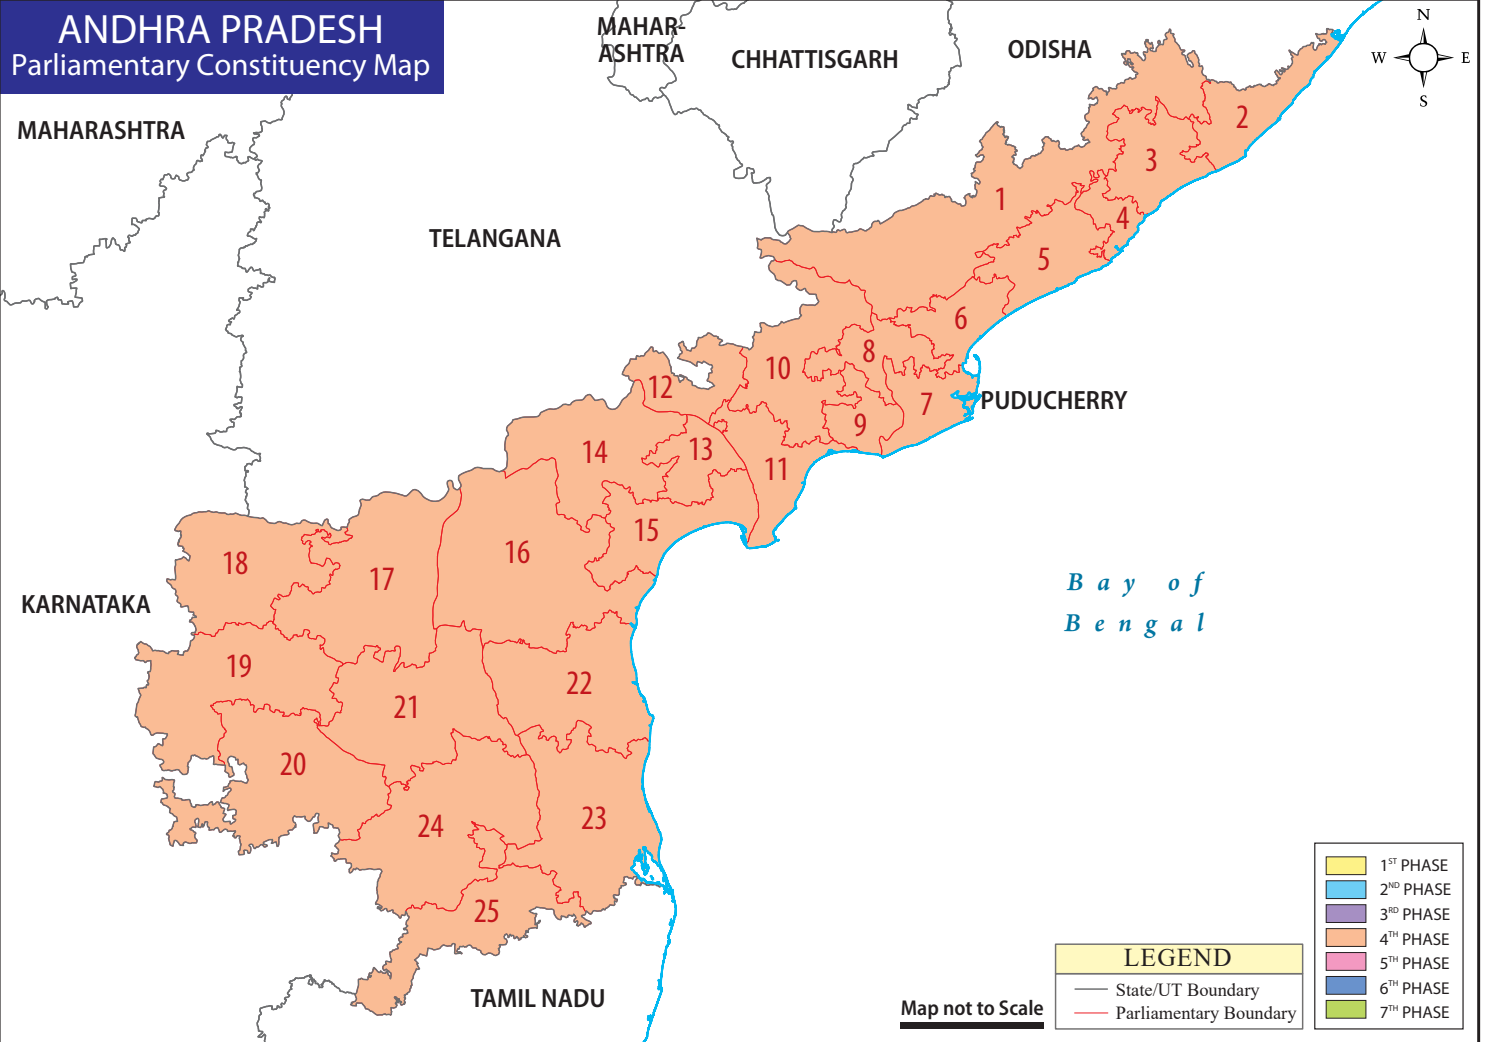 ANDHRA PRADESH
Parliamentary Constituency Map
MAHAR-
ASHTRA
CHHATTISGARH
ODISHA
N
W
E
S
MAHARASHTRA
TELANGANA
PUDUCHERRY
KARNATAKA
TAMIL NADU
Bay of
Bengal
1
2
3
4
5
6
7
8
9
10
11
12
13
14
15
16
17
18
19
20
21
22
23
24
25
1ST PHASE
2ND PHASE
3RD PHASE
4TH PHASE
5TH PHASE
6TH PHASE
7TH PHASE
LEGEND
State/UT Boundary
Parliamentary Boundary
Map not to Scale